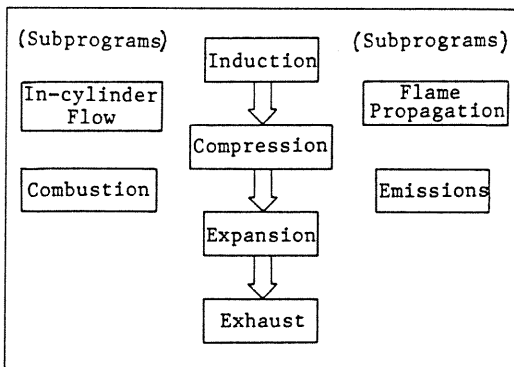 (Subprograms)
In-cylinder
Flow
Combustion
Induction
Compression
Expansion
Exhaust
(Subprograms)
Flame
Propagation
Emissions